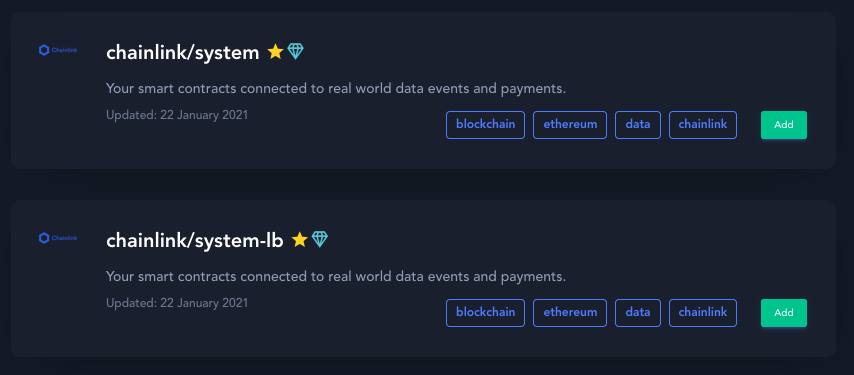 Chainlink
chainlink/system
Your smart contracts connected to real world data events and payments.
Updated: 22 January 2021
blockchain ethereum data chainlink Add
Chainlink
chainlink/system-lb
Your smart contracts connected to real world data events and payments.
Updated: 22 January 2021
blockchain ethereum data chainlink Add